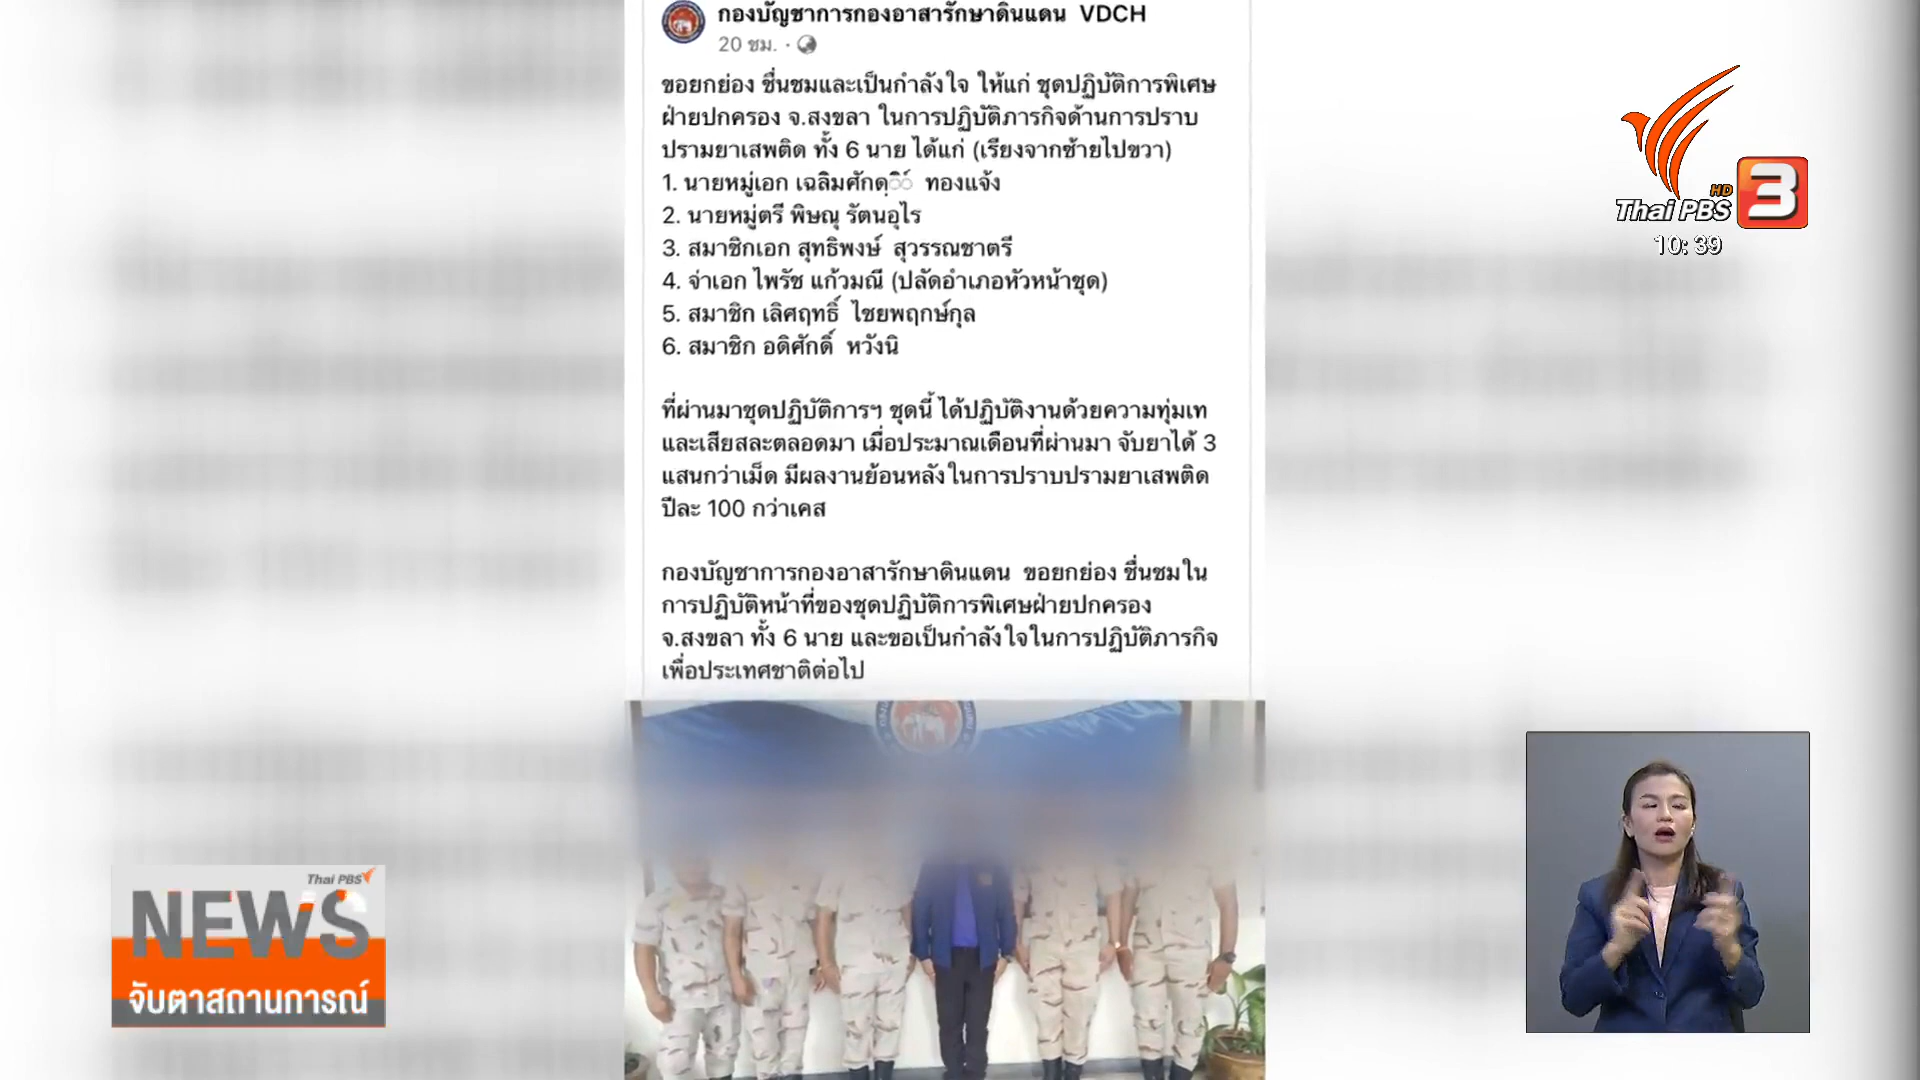 กองบัญชาการกองอาสารักษาดินแดน VDCH
20 ชม. ·
ขอยกย่อง ชื่นชมและเป็นกำลังใจ ให้แก่ ชุดปฏิบัติการพิเศษ
ฝ่ายปกครอง จ.สงขลา ในการปฏิบัติภารกิจด้านการปราบ
ปรามยาเสพติด ทั้ง 6 นาย ได้แก่ (เรียงจากซ้ายไปขวา)
1. นายหมู่เอก เฉลิมศักดฺิ์ ทองแจ้ง
2. นายหมู่ตรี พิษณุ รัตนอุไร
3. สมาชิกเอก สุทธิพงษ์ สุวรรณชาตรี
4. จ่าเอก ไพรัช แก้วมณี (ปลัดอำเภอหัวหน้าชุด)
5. สมาชิก เลิศฤทธิ์ ไชยพฤกษ์กุล
6. สมาชิก อดิศักดิ์ หวังนิ
ที่ผ่านมาชุดปฏิบัติการฯ ชุดนี้ ได้ปฏิบัติงานด้วยความทุ่มเท
และเสียสละตลอดมา เมื่อประมาณเดือนที่ผ่านมา จับยาได้ 3
แสนกว่าเม็ด มีผลงานย้อนหลังในการปราบปรามยาเสพติด
ปีละ 100 กว่าเคส
กองบัญชาการกองอาสารักษาดินแดน ขอยกย่อง ชื่นชมใน
การปฏิบัติหน้าที่ของชุดปฏิบัติการพิเศษฝ่ายปกครอง
จ.สงขลา ทั้ง 6 นาย และขอเป็นกำลังใจในการปฏิบัติภารกิจ
เพื่อประเทศชาติต่อไป
Thai PBS HD 3
10:39
Thai PBS
NEWS
จับตาสถานการณ์